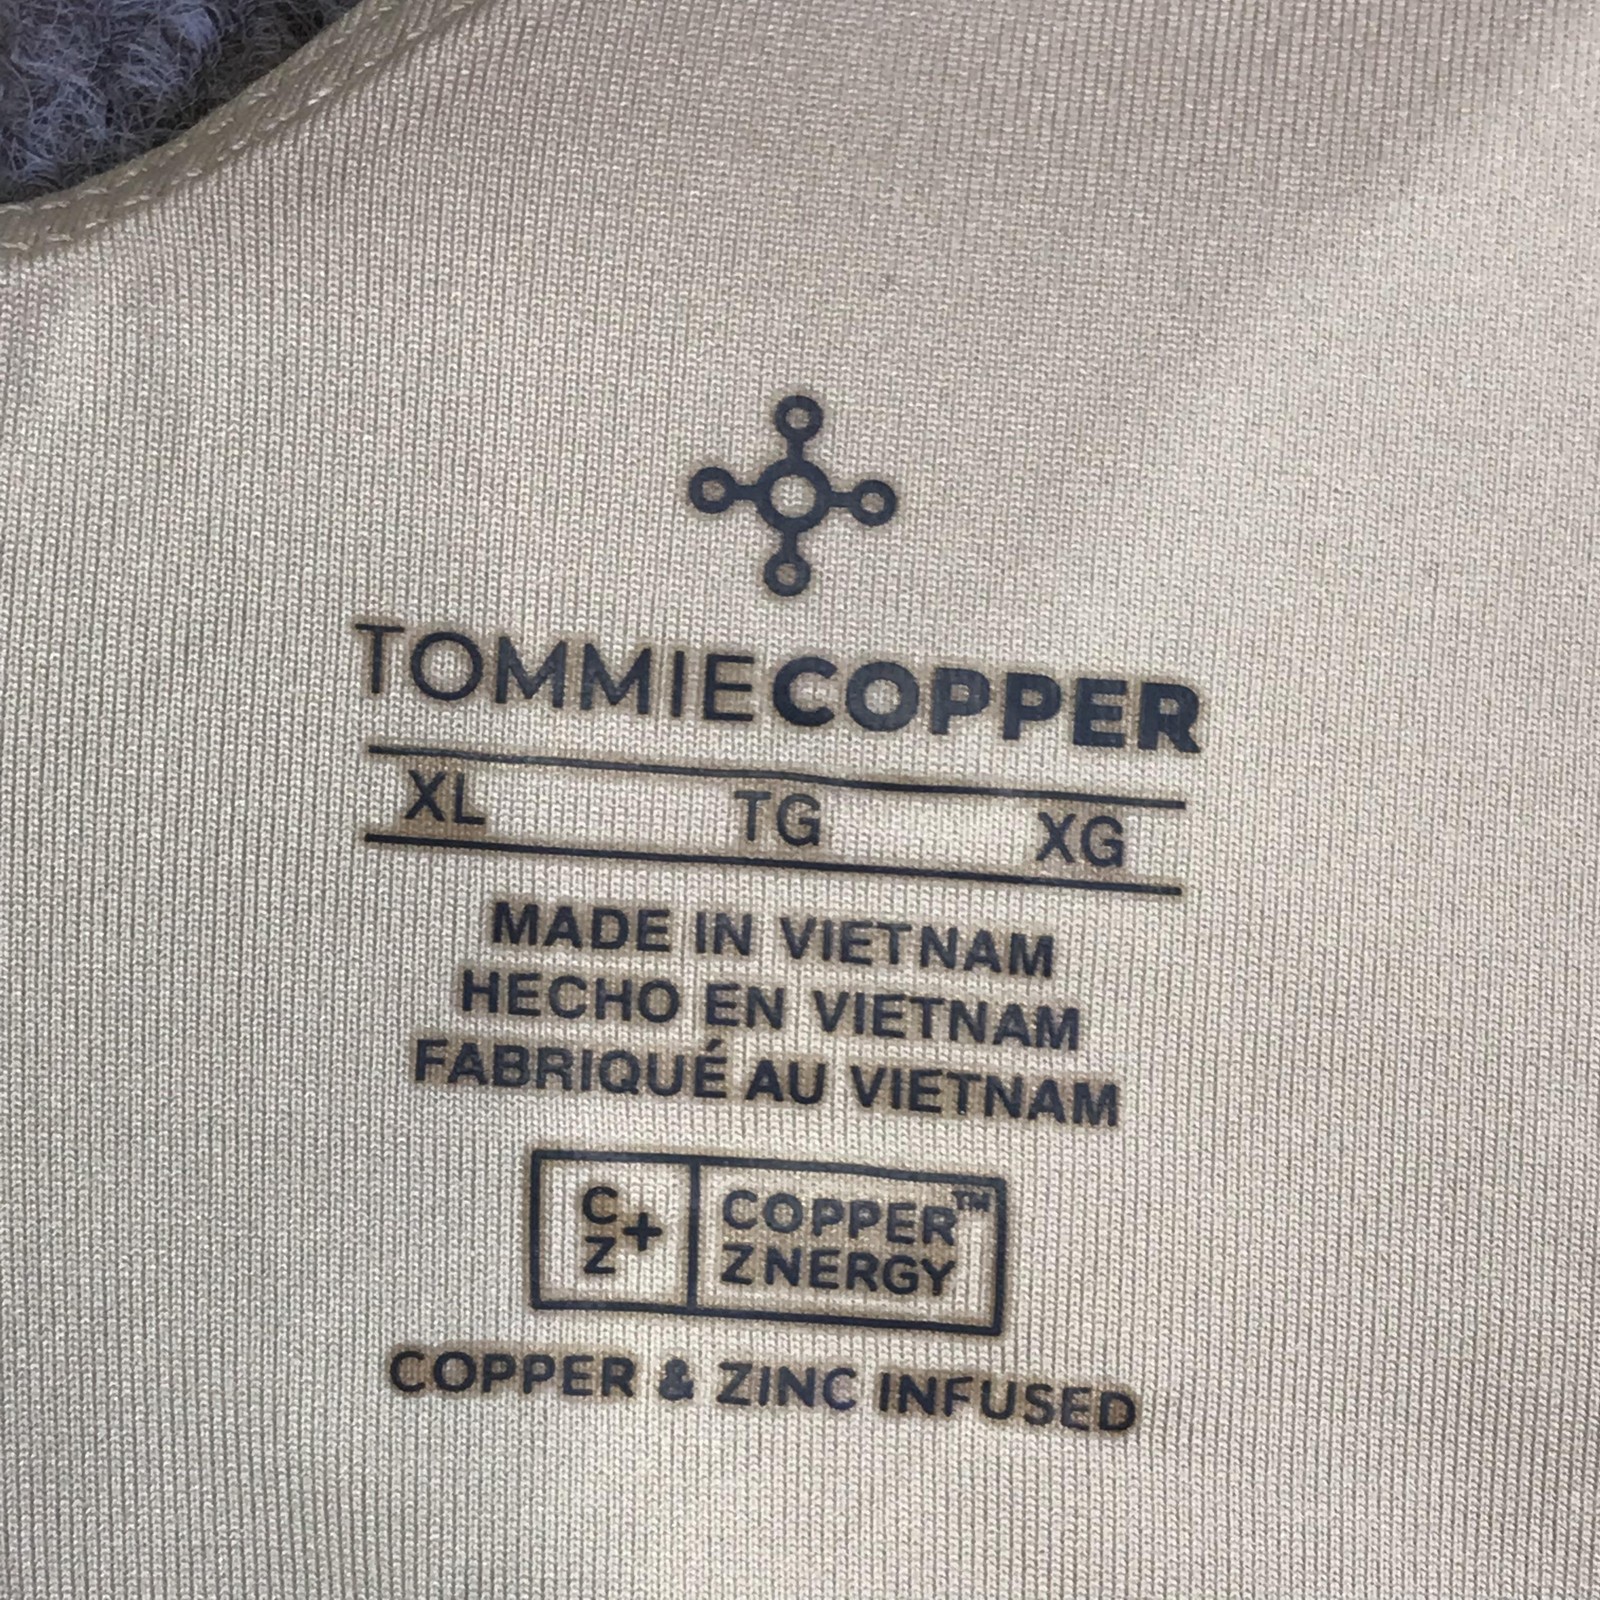 TOMMIECOPPER
XL TG XG
MADE IN VIETNAM
HECHO EN VIETNAM
FABRIQUÉ AU VIETNAM
C
Z+
COPPER™
ZNERGY
COPPER & ZINC INFUSED